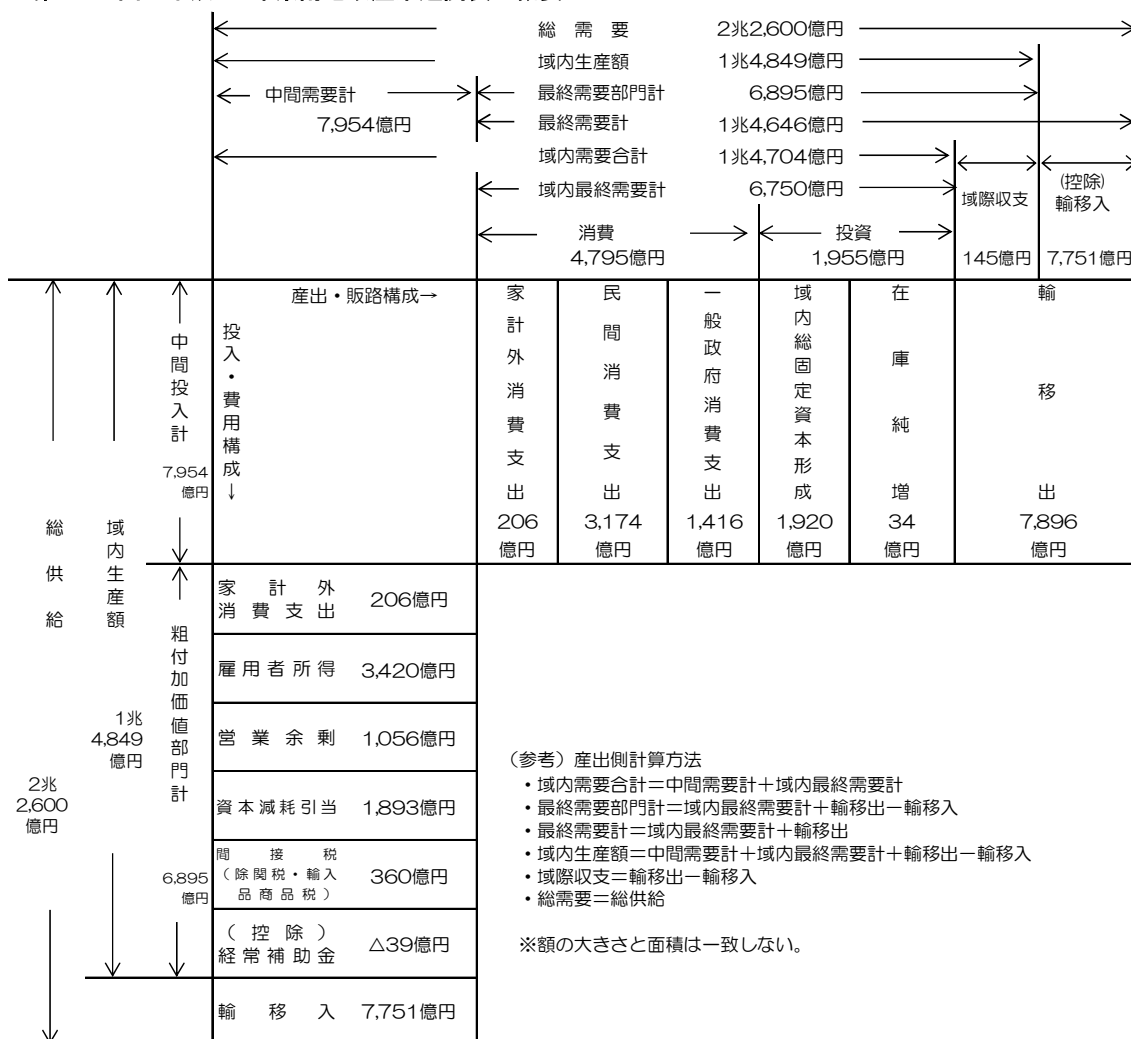 総需要 2兆2,600億円
域内生産額 1兆4,849億円
中間需要計
7,954億円
最終需要部門計 6,895億円
最終需要計 1兆4,646億円
域内需要合計 1兆4,704億円
域内最終需要計 6,750億円
域際収支
(控除)
輸移入
消費
4,795億円
投資
1,955億円
145億円
7,751億円
産出・販路構成→
投入・費用構成↓
家計外消費支出
206
億円
民間消費支出
3,174
億円
一般政府消費支出
1,416
億円
域内総固定資本形成
1,920
億円
在庫純増
34
億円
輸移出
7,896
億円
総供給
2兆
2,600
億円
域内生産額
1兆
4,849
億円
中間投入計
7,954
億円
粗付加価値部門計
6,895
億円
家計外
消費支出
206億円
雇用者所得 3,420億円
営業余剰 1,056億円
資本減耗引当 1,893億円
間接税
(除関税・輸入
品商品税)
360億円
(控除)
経常補助金
△39億円
輸移入 7,751億円
(参考)産出側計算方法
・域内需要合計=中間需要計+域内最終需要計
・最終需要部門計=域内最終需要計+輸移出-輸移入
・最終需要計=域内最終需要計+輸移出
・域内生産額=中間需要計+域内最終需要計+輸移出-輸移入
・域際収支=輸移出-輸移入
・総需要=総供給
※額の大きさと面積は一致しない。